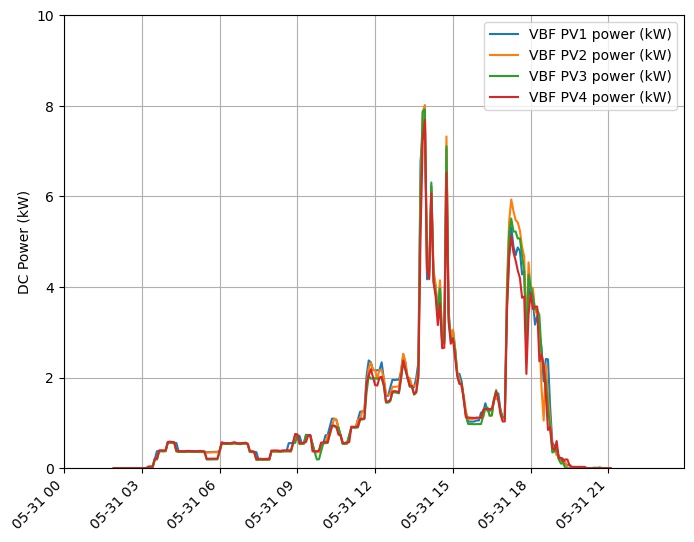 10
8
6
4
2
0
DC Power (kW)
VBF PV1 power (kW)
VBF PV2 power (kW)
VBF PV3 power (kW)
VBF PV4 power (kW)
05-31 00
05-31 03
05-31 06
05-31 09
05-31 12
05-31 15
05-31 18
05-31 21